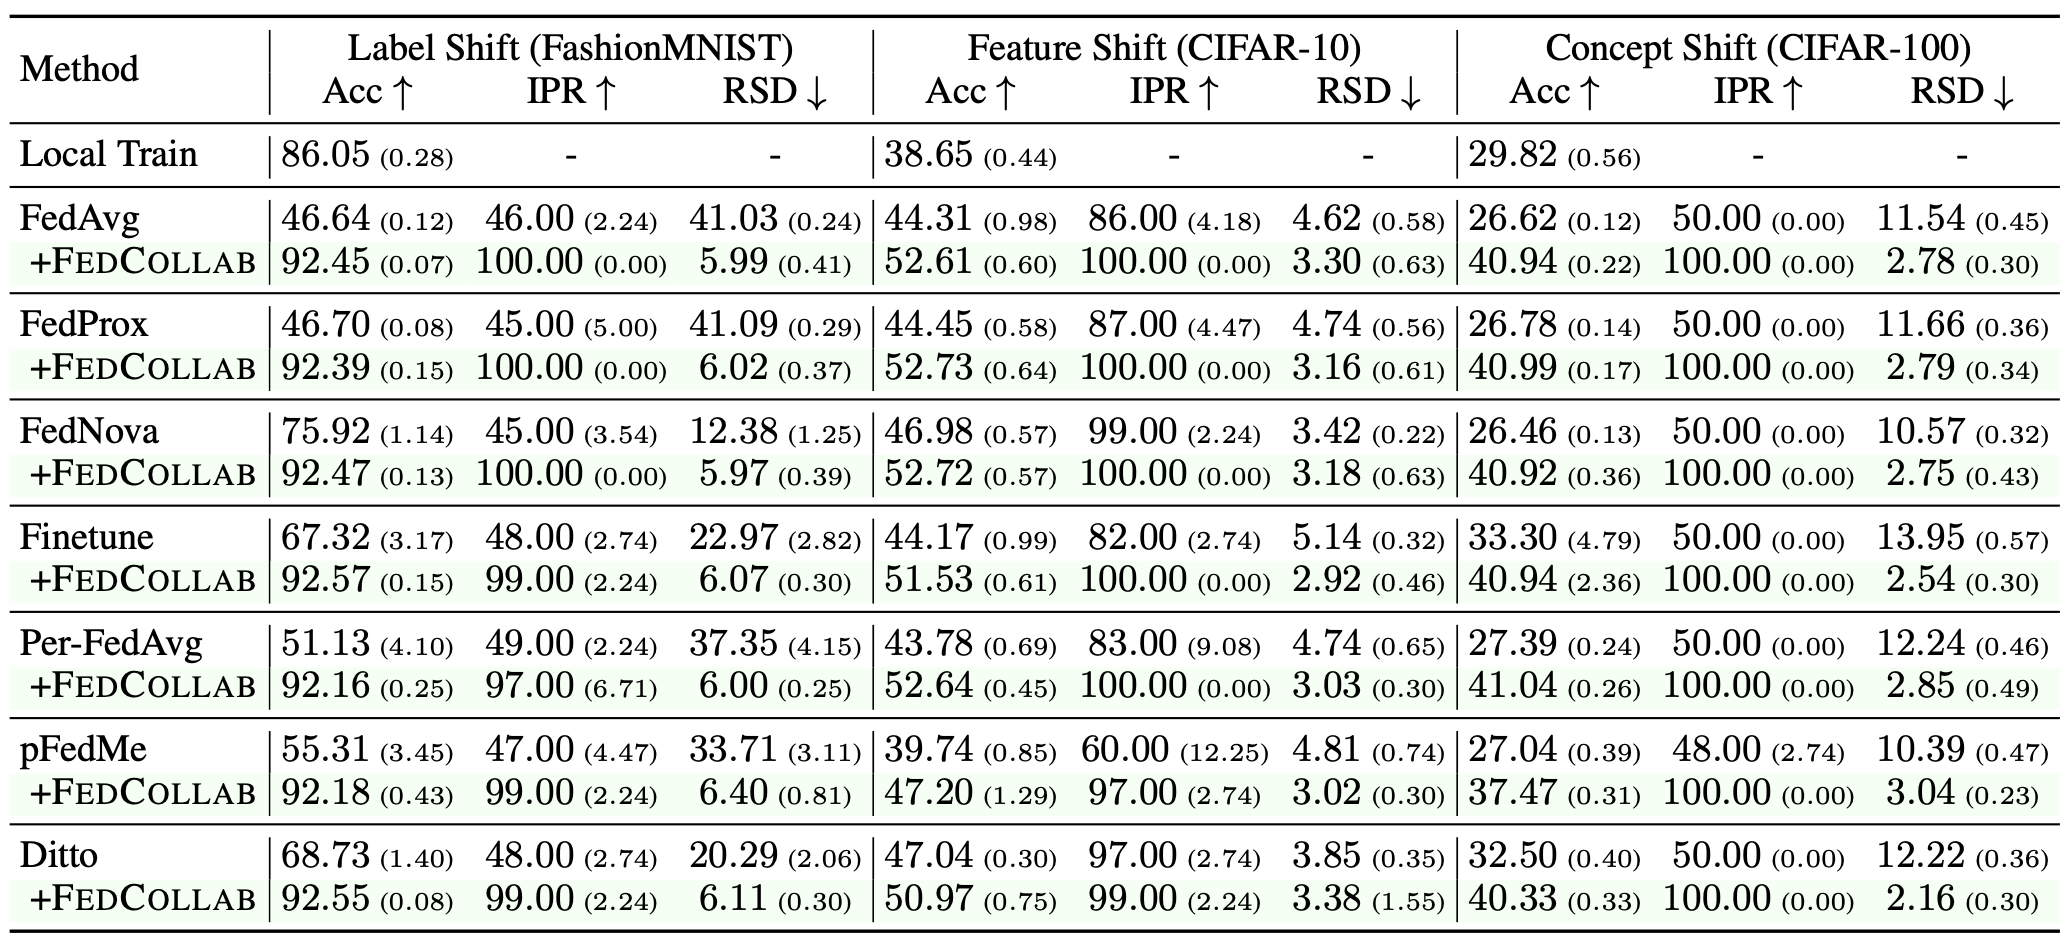 Method Label Shift (FashionMNIST) Feature Shift (CIFAR-10) Concept Shift (CIFAR-100)
Acc ↑ IPR ↑ RSD ↓ Acc ↑ IPR ↑ RSD ↓ Acc ↑ IPR ↑ RSD ↓
Local Train 86.05 (0.28) - - 38.65 (0.44) - - 29.82 (0.56) - -
FedAvg 46.64 (0.12) 46.00 (2.24) 41.03 (0.24) 44.31 (0.98) 86.00 (4.18) 4.62 (0.58) 26.62 (0.12) 50.00 (0.00) 11.54 (0.45)
+FEDCOLLAB 92.45 (0.07) 100.00 (0.00) 5.99 (0.41) 52.61 (0.60) 100.00 (0.00) 3.30 (0.63) 40.94 (0.22) 100.00 (0.00) 2.78 (0.30)
FedProx 46.70 (0.08) 45.00 (5.00) 41.09 (0.29) 44.45 (0.58) 87.00 (4.47) 4.74 (0.56) 26.78 (0.14) 50.00 (0.00) 11.66 (0.36)
+FEDCOLLAB 92.39 (0.15) 100.00 (0.00) 6.02 (0.37) 52.73 (0.64) 100.00 (0.00) 3.16 (0.61) 40.99 (0.17) 100.00 (0.00) 2.79 (0.34)
FedNova 75.92 (1.14) 45.00 (3.54) 12.38 (1.25) 46.98 (0.57) 99.00 (2.24) 3.42 (0.22) 26.46 (0.13) 50.00 (0.00) 10.57 (0.32)
+FEDCOLLAB 92.47 (0.13) 100.00 (0.00) 5.97 (0.39) 52.72 (0.57) 100.00 (0.00) 3.18 (0.63) 40.92 (0.36) 100.00 (0.00) 2.75 (0.43)
Finetune 67.32 (3.17) 48.00 (2.74) 22.97 (2.82) 44.17 (0.99) 82.00 (2.74) 5.14 (0.32) 33.30 (4.79) 50.00 (0.00) 13.95 (0.57)
+FEDCOLLAB 92.57 (0.15) 99.00 (2.24) 6.07 (0.30) 51.53 (0.61) 100.00 (0.00) 2.92 (0.46) 40.94 (2.36) 100.00 (0.00) 2.54 (0.30)
Per-FedAvg 51.13 (4.10) 49.00 (2.24) 37.35 (4.15) 43.78 (0.69) 83.00 (9.08) 4.74 (0.65) 27.39 (0.24) 50.00 (0.00) 12.24 (0.46)
+FEDCOLLAB 92.16 (0.25) 97.00 (6.71) 6.00 (0.25) 52.64 (0.45) 100.00 (0.00) 3.03 (0.30) 41.04 (0.26) 100.00 (0.00) 2.85 (0.49)
pFedMe 55.31 (3.45) 47.00 (4.47) 33.71 (3.11) 39.74 (0.85) 60.00 (12.25) 4.81 (0.74) 27.04 (0.39) 48.00 (2.74) 10.39 (0.47)
+FEDCOLLAB 92.18 (0.43) 99.00 (2.24) 6.40 (0.81) 47.20 (1.29) 97.00 (2.74) 3.02 (0.30) 37.47 (0.31) 100.00 (0.00) 3.04 (0.23)
Ditto 68.73 (1.40) 48.00 (2.74) 20.29 (2.06) 47.04 (0.30) 97.00 (2.74) 3.85 (0.35) 32.50 (0.40) 50.00 (0.00) 12.22 (0.36)
+FEDCOLLAB 92.55 (0.08) 99.00 (2.24) 6.11 (0.30) 50.97 (0.75) 99.00 (2.24) 3.38 (1.55) 40.33 (0.33) 100.00 (0.00) 2.16 (0.30)